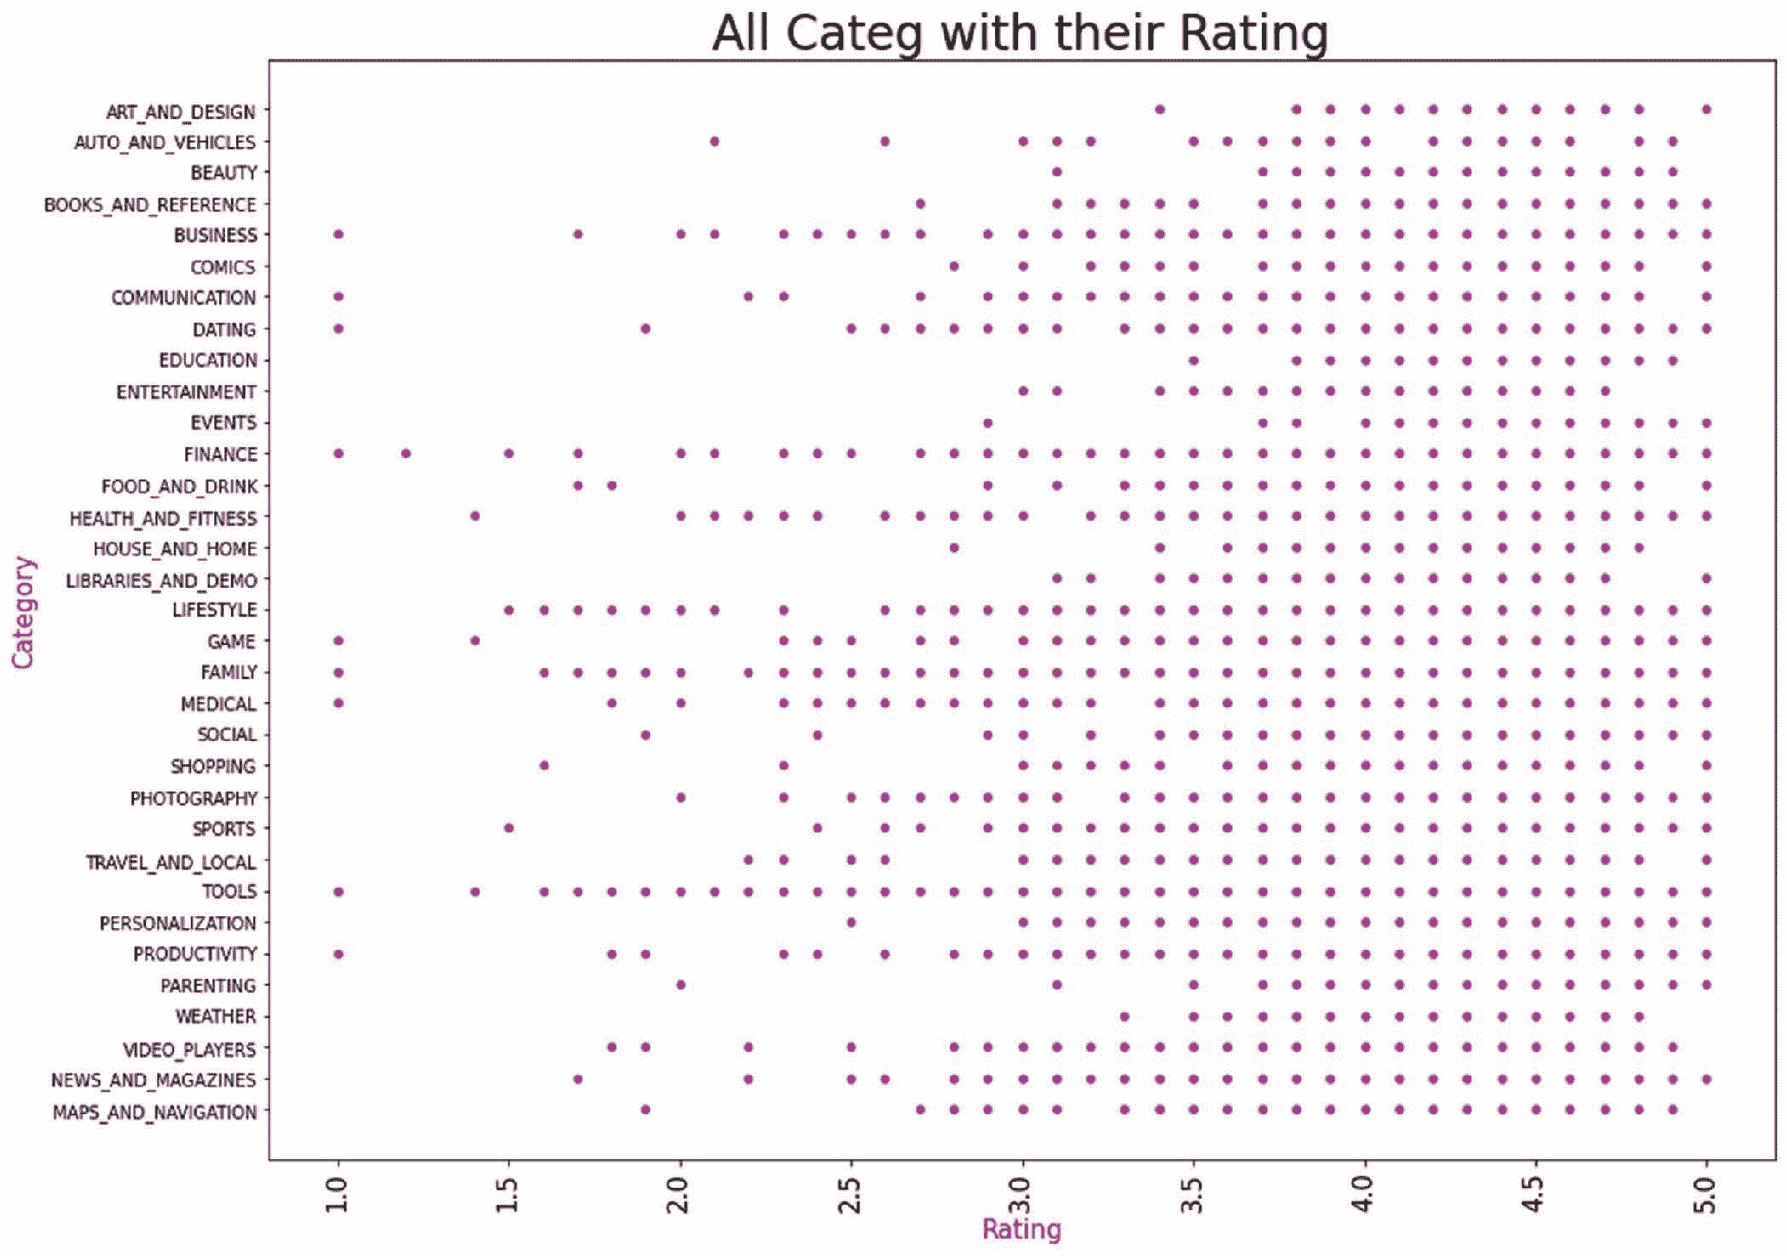 All Categ with their Rating
ART_AND_DESIGN
AUTO_AND_VEHICLES
BEAUTY
BOOKS_AND_REFERENCE
BUSINESS
COMICS
COMMUNICATION
DATING
EDUCATION
ENTERTAINMENT
EVENTS
FINANCE
FOOD_AND_DRINK
HEALTH_AND_FITNESS
HOUSE_AND_HOME
LIBRARIES_AND_DEMO
LIFESTYLE
GAME
FAMILY
MEDICAL
SOCIAL
SHOPPING
PHOTOGRAPHY
SPORTS
TRAVEL_AND_LOCAL
TOOLS
PERSONALIZATION
PRODUCTIVITY
PARENTING
WEATHER
VIDEO_PLAYERS
NEWS_AND_MAGAZINES
MAPS_AND_NAVIGATION
Category
1.0 1.5 2.0 2.5 3.0 3.5 4.0 4.5 5.0
Rating